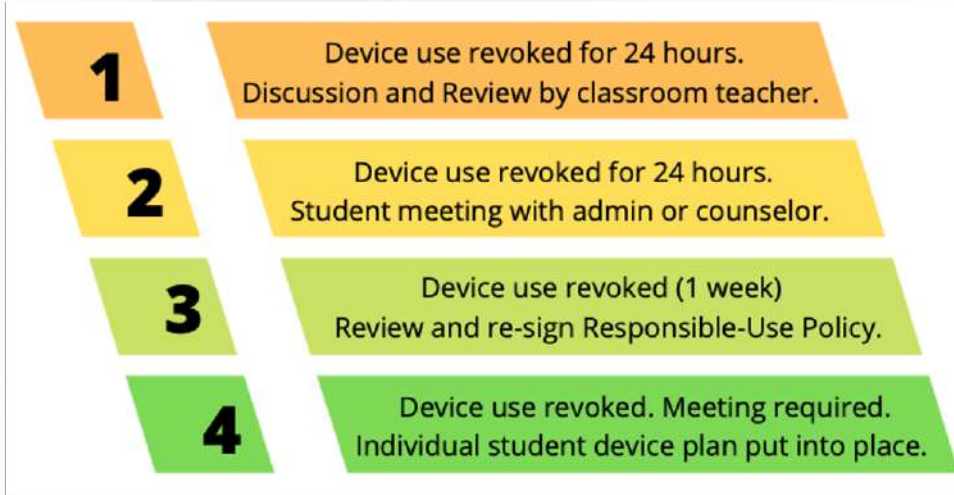 1
Device use revoked for 24 hours.
Discussion and Review by classroom teacher.
2
Device use revoked for 24 hours.
Student meeting with admin or counselor.
3
Device use revoked (1 week)
Review and re-sign Responsible-Use Policy.
4
Device use revoked. Meeting required.
Individual student device plan put into place.